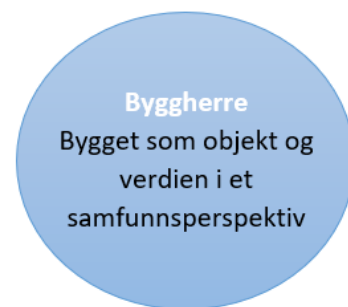 Byggherre
Bygget som objekt og
verdien i et
samfunnsperspektiv